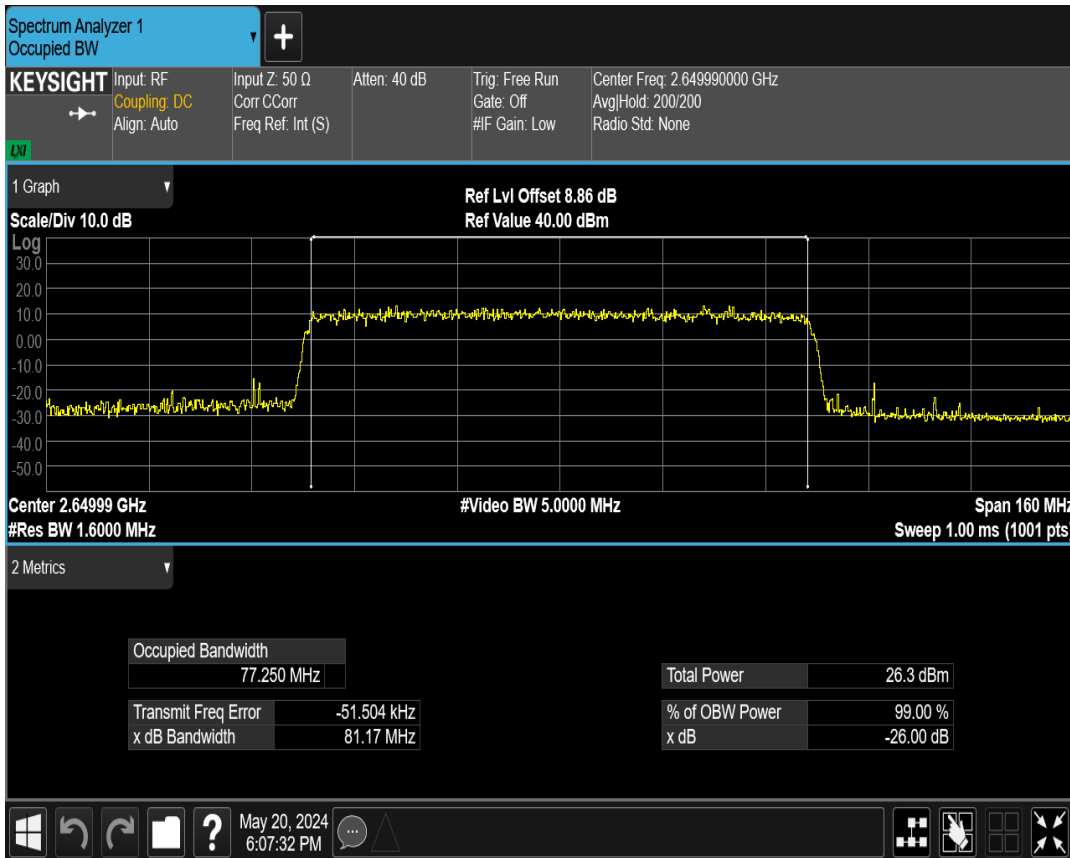 Spectrum Analyzer 1
Occupied BW
+
KEYSIGHT
LXI
Input: RF
Coupling: DC
Align: Auto
Input Z: 50 Ω
Corr CCorr
Freq Ref: Int (S)
Atten: 40 dB
Trig: Free Run
Gate: Off
#IF Gain: Low
Center Freq: 2.649990000 GHz
Avg|Hold: 200/200
Radio Std: None
1 Graph
Scale/Div 10.0 dB
Ref Lvl Offset 8.86 dB
Ref Value 40.00 dBm
Log
30.0
20.0
10.0
0.00
-10.0
-20.0
-30.0
-40.0
-50.0
Center 2.64999 GHz
#Video BW 5.0000 MHz
Span 160 MHz
#Res BW 1.6000 MHz
Sweep 1.00 ms (1001 pts)
2 Metrics
Occupied Bandwidth
77.250 MHz
Transmit Freq Error -51.504 kHz
x dB Bandwidth 81.17 MHz
Total Power 26.3 dBm
% of OBW Power 99.00 %
x dB -26.00 dB
?
May 20, 2024
6:07:32 PM